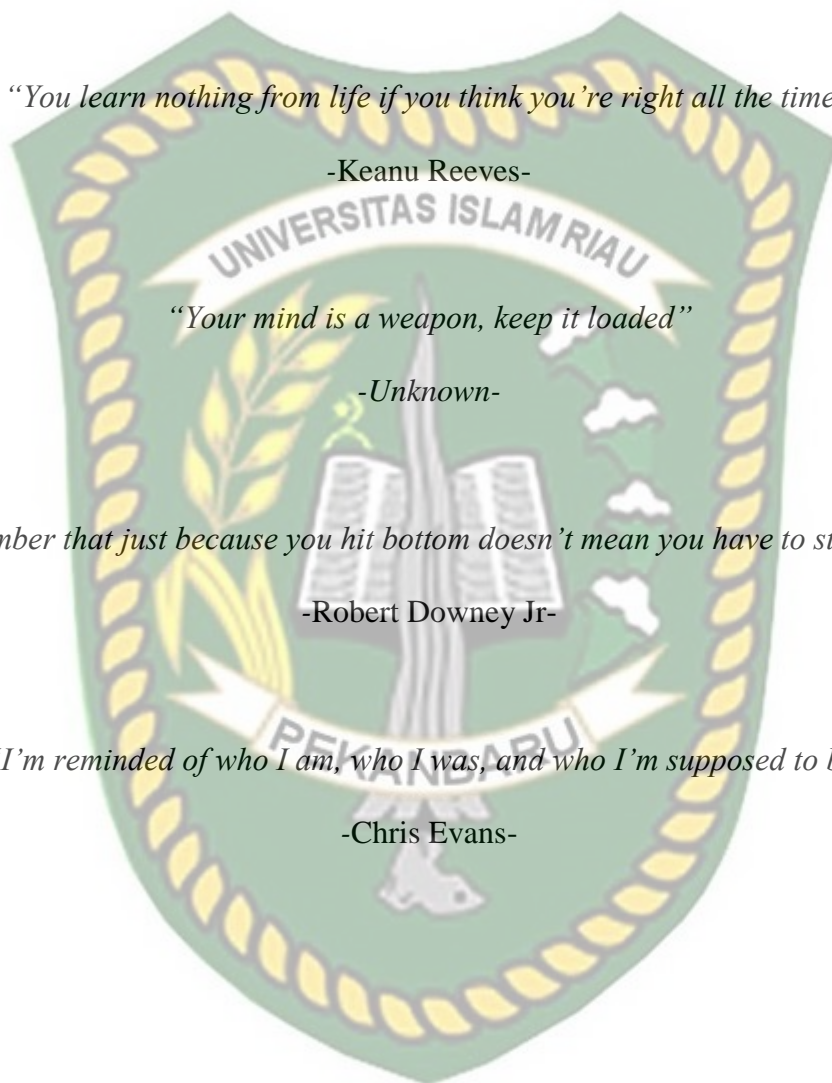 “You learn nothing from life if you think you’re right all the time
-Keanu Reeves-
UNIVERSITAS ISLAM RIAU
“Your mind is a weapon, keep it loaded”
-Unknown-
that just because you hit bottom doesn’t mean you have to
-Robert Downey Jr-
I’m reminded of who I am, who I was, and who I’m supposed to
PEKANBARU
-Chris Evans-